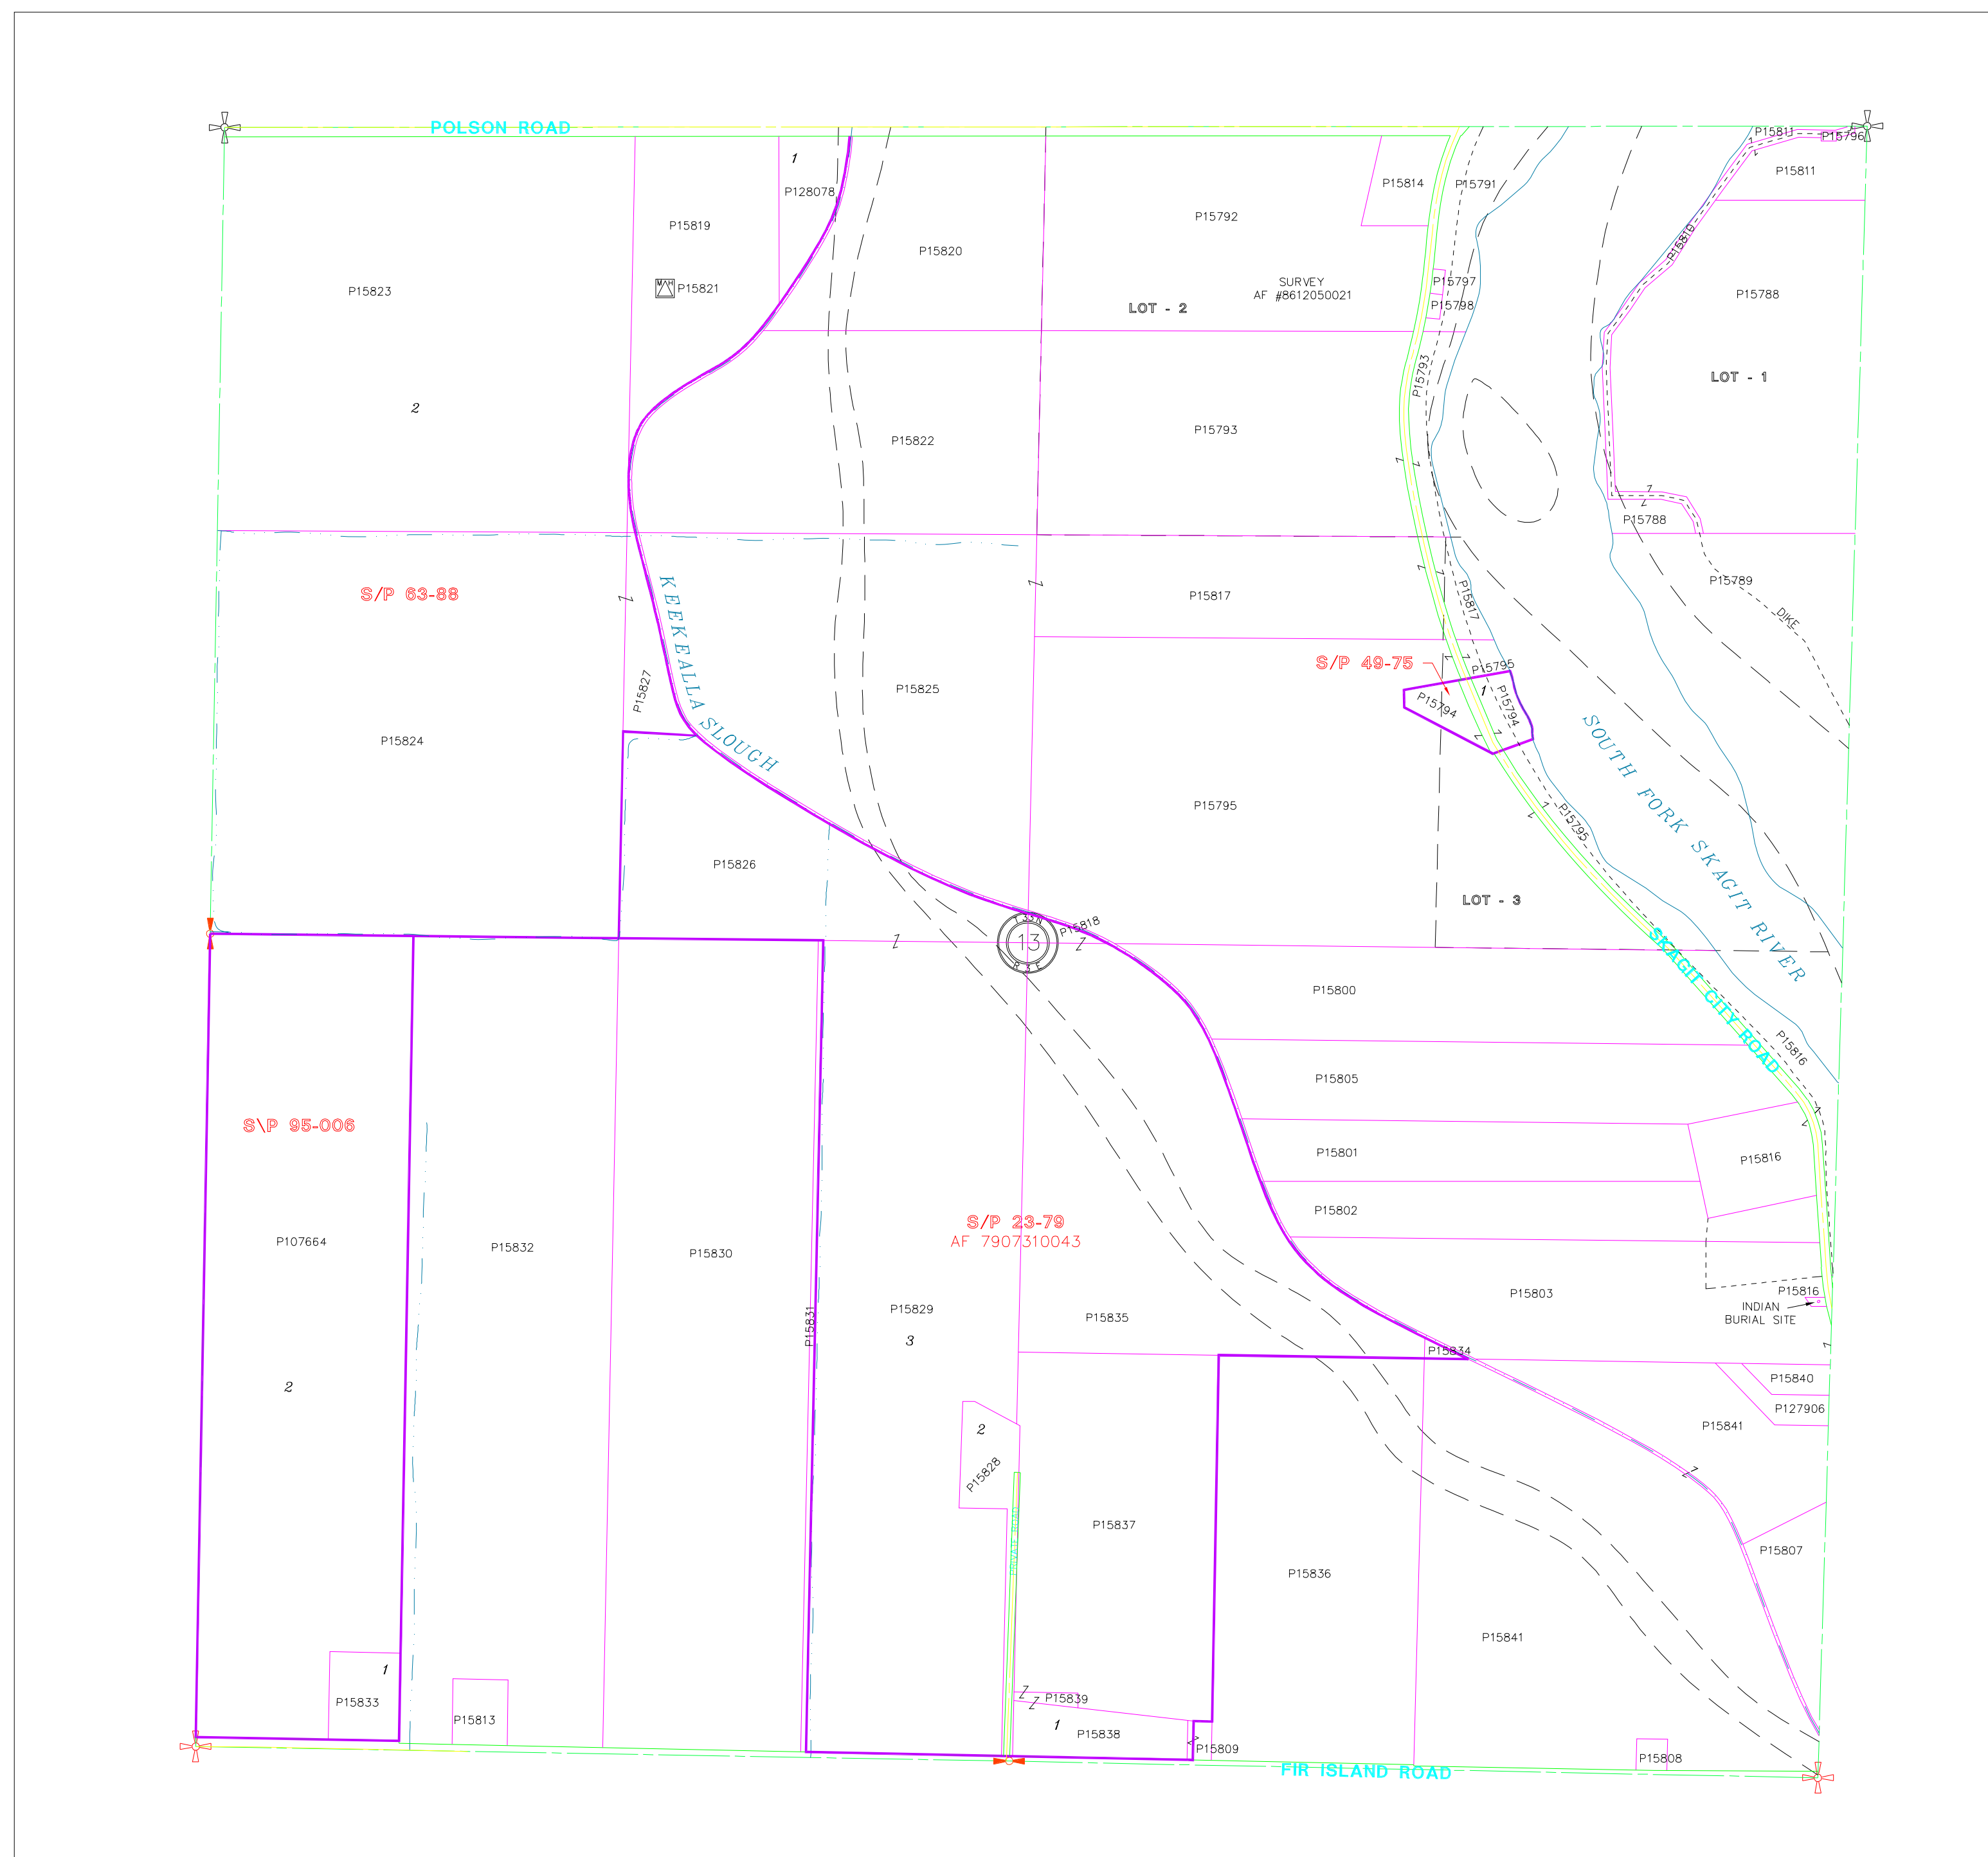 POLSON ROAD
P15811
P15796
1
P128078
P15814
P15791
P15811
P15819
P15792
P15820
P15810
P15823
M H
P15821
SURVEY
AF #8612050021
P15797
P15788
P15798
LOT - 2
P15793
LOT - 1
2
P15822
P15793
P15788
S/P 63-88
KEEKEALLA SLOUGH
P15817
P15817
P15789
DIKE
S/P 49-75
P15795
P15827
P15825
1
P15794
P15794
P15824
SOUTH FORK SKAGIT RIVER
P15795
P15795
P15826
LOT - 3
T 33 N
13
R 3 E
P15818
SKAGIT CITY ROAD
P15800
P15816
P15805
S\P 95-006
P15801
P15816
P15802
S/P 23-79
AF 7907310043
P107664
P15832
P15830
P15803
P15816
INDIAN
BURIAL SITE
P15829
P15835
P15831
3
P15834
P15840
2
P127906
P15841
2
P15828
P15837
PRIVATE ROAD
P15807
P15836
P15841
1
P15833
P15839
P15813
1
P15838
P15809
P15808
FIR ISLAND ROAD